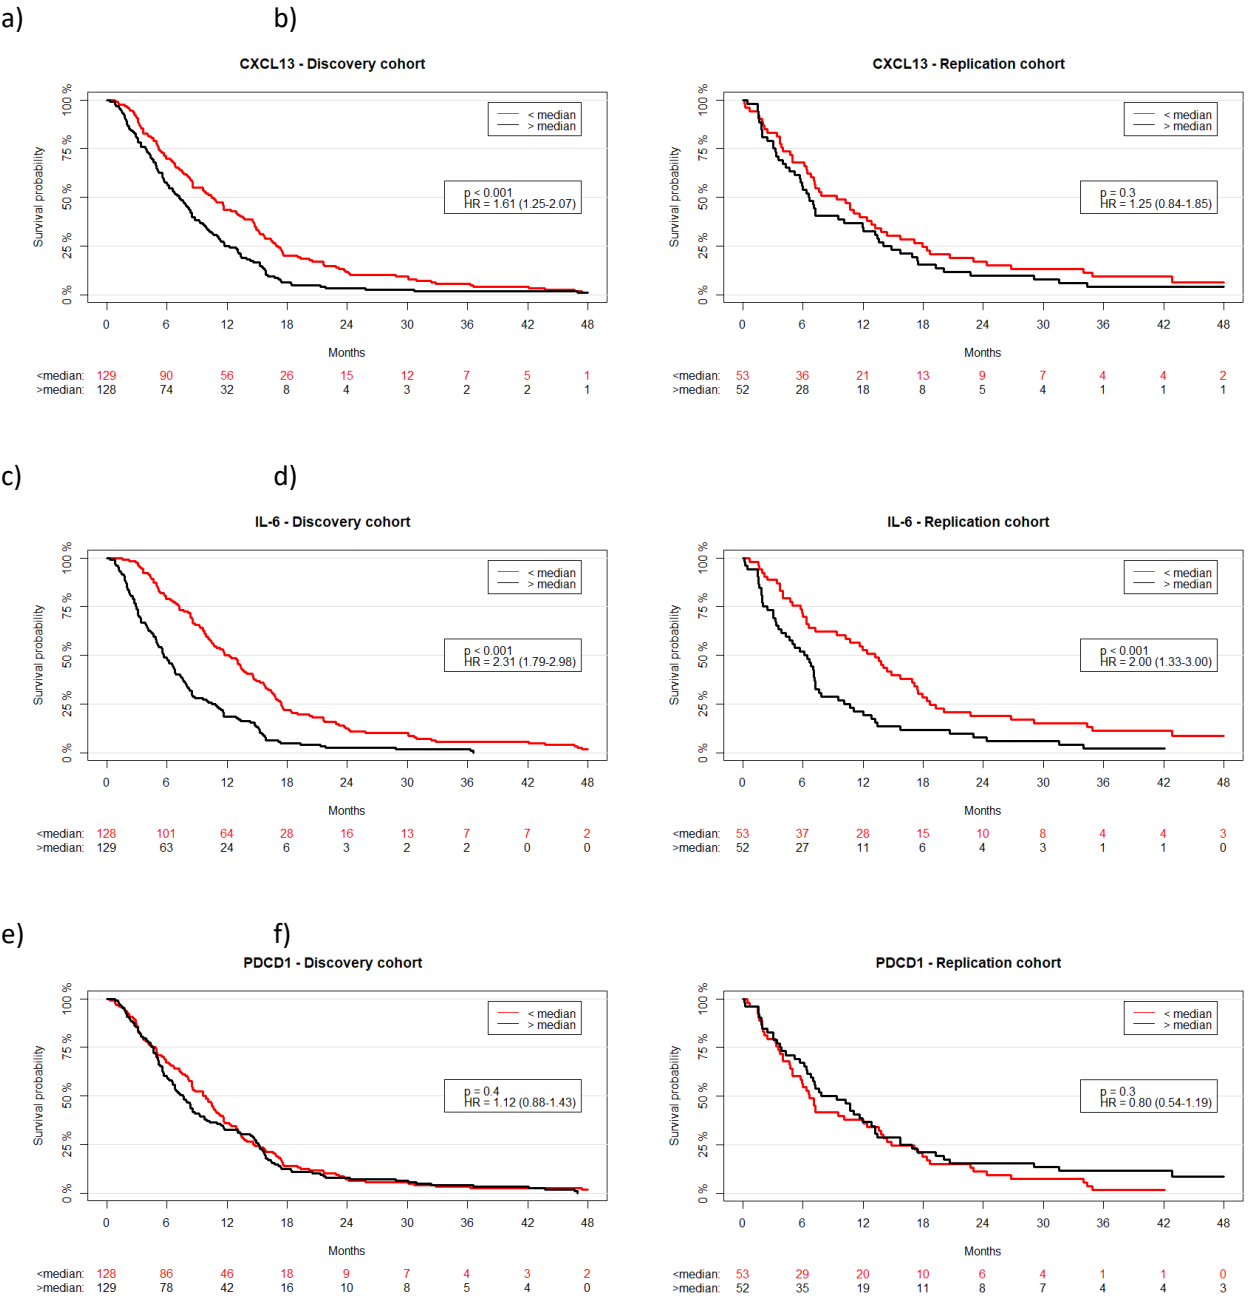 a) b)
CXCL13 - Discovery cohort
100 %
75 %
50 %
25 %
0 %
Survival probability
< median
> median
p < 0.001
HR = 1.61 (1.25-2.07)
0 6 12 18 24 30 36 42 48
Months
<median: 129 90 56 26 15 12 7 5 1
>median: 128 74 32 8 4 3 2 2 1
CXCL13 - Replication cohort
100 %
75 %
50 %
25 %
0 %
Survival probability
< median
> median
p = 0.3
HR = 1.25 (0.84-1.85)
0 6 12 18 24 30 36 42 48
Months
<median: 53 36 21 13 9 7 4 4 2
>median: 52 28 18 8 5 4 1 1 1
c) d)
IL-6 - Discovery cohort
100 %
75 %
50 %
25 %
0 %
Survival probability
< median
> median
p < 0.001
HR = 2.31 (1.79-2.98)
0 6 12 18 24 30 36 42 48
Months
<median: 128 101 64 28 16 13 7 7 2
>median: 129 63 24 6 3 2 2 0 0
IL-6 - Replication cohort
100 %
75 %
50 %
25 %
0 %
Survival probability
< median
> median
p < 0.001
HR = 2.00 (1.33-3.00)
0 6 12 18 24 30 36 42 48
Months
<median: 53 37 28 15 10 8 4 4 3
>median: 52 27 11 6 4 3 1 1 0
e) f)
PDCD1 - Discovery cohort
100 %
75 %
50 %
25 %
0 %
Survival probability
< median
> median
p = 0.4
HR = 1.12 (0.88-1.43)
0 6 12 18 24 30 36 42 48
Months
<median: 128 86 46 18 9 7 4 3 2
>median: 129 78 42 16 10 8 5 4 0
PDCD1 - Replication cohort
100 %
75 %
50 %
25 %
0 %
Survival probability
< median
> median
p = 0.3
HR = 0.80 (0.54-1.19)
0 6 12 18 24 30 36 42 48
Months
<median: 53 29 20 10 6 4 1 1 0
>median: 52 35 19 11 8 7 4 4 3